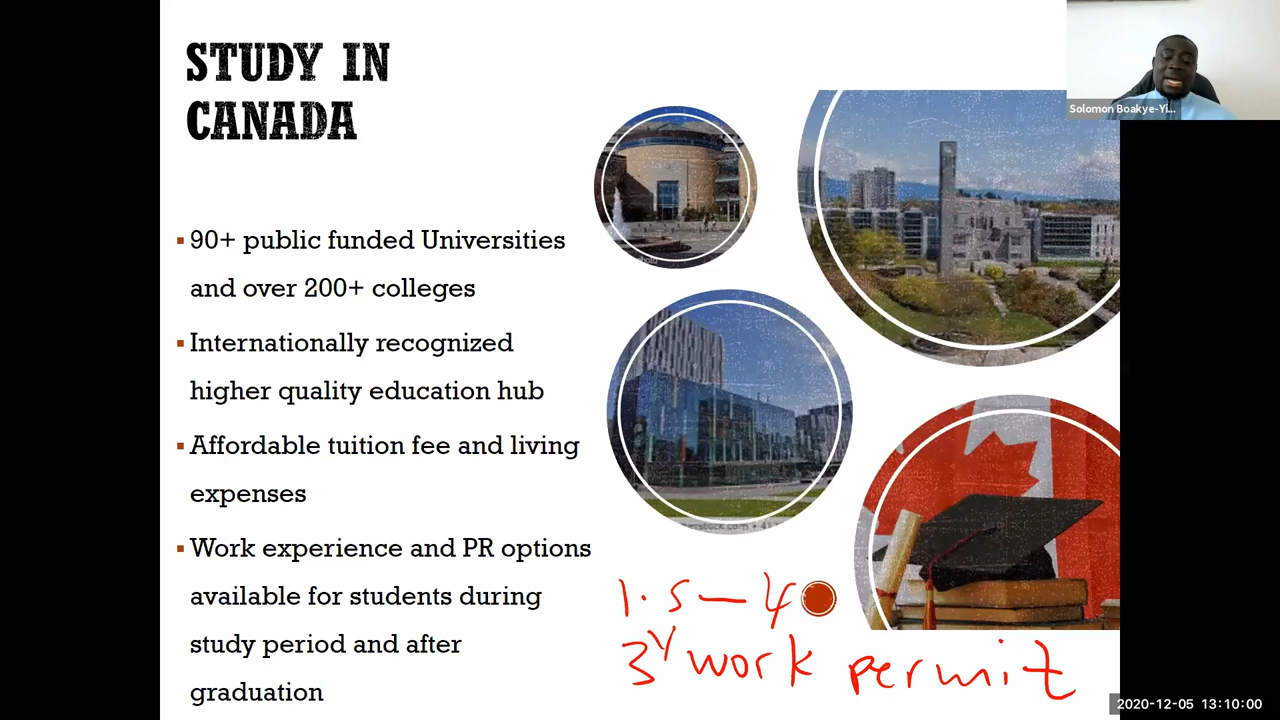 STUDY IN
CANADA
Solomon Boakye-Yi...
▪90+ public funded Universities
and over 200+ colleges
▪Internationally recognized
higher quality education hub
▪Affordable tuition fee and living
expenses
▪Work experience and PR options
available for students during
study period and after
graduation
1.5 — 4
3y work permit
2020-12-05 13:10:00